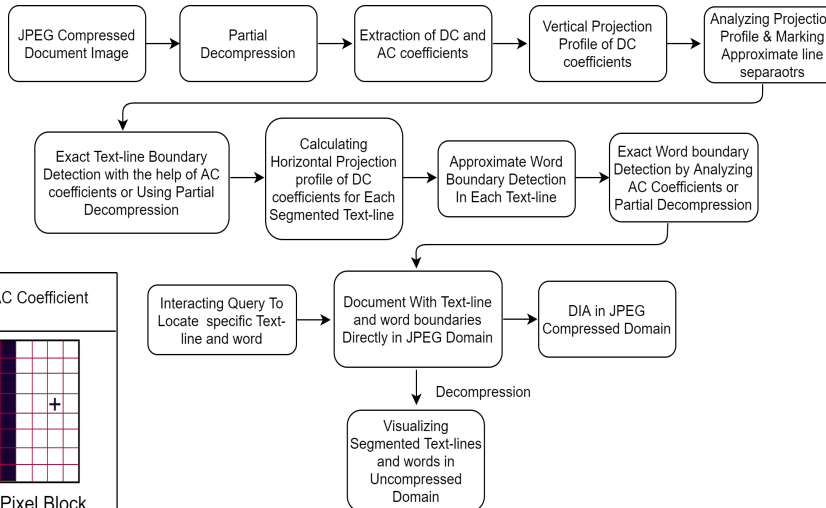 JPEG Compressed
Document Image
Partial
Decompression
Extraction of DC and
AC coefficients
Vertical Projection
Profile of DC
coefficients
Analyzing Projectio
Profile & Marking
Approximate line
separaotrs
Exact Text-line Boundary
Detection with the help of AC
coefficients or Using Partial
Decompression
Calculating
Horizontal Projection
profile of DC
coefficients for Each
Segmented Text-line
Approximate Word
Boundary Detection
In Each Text-line
Exact Word boundary
Detection by Analyzing
AC Coefficients or
Partial Decompression
AC Coefficient
+
Pixel Block
Interacting Query To
Locate specific Text-
line and word
Document With Text-line
and word boundaries
Directly in JPEG Domain
DIA in JPEG
Compressed Domain
Decompression
Visualizing
Segmented Text-lines
and words in
Uncompressed
Domain